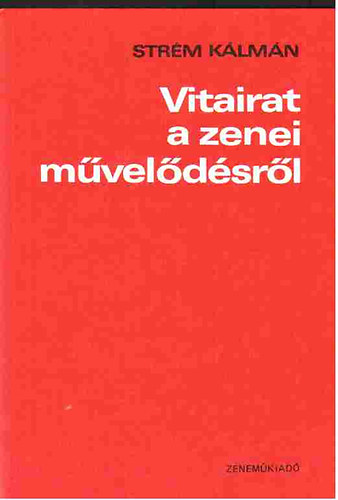 STRÉM KÁLMÁN
Vitairat
a zenei
művelődésről
ZENEMŰKIADÓ